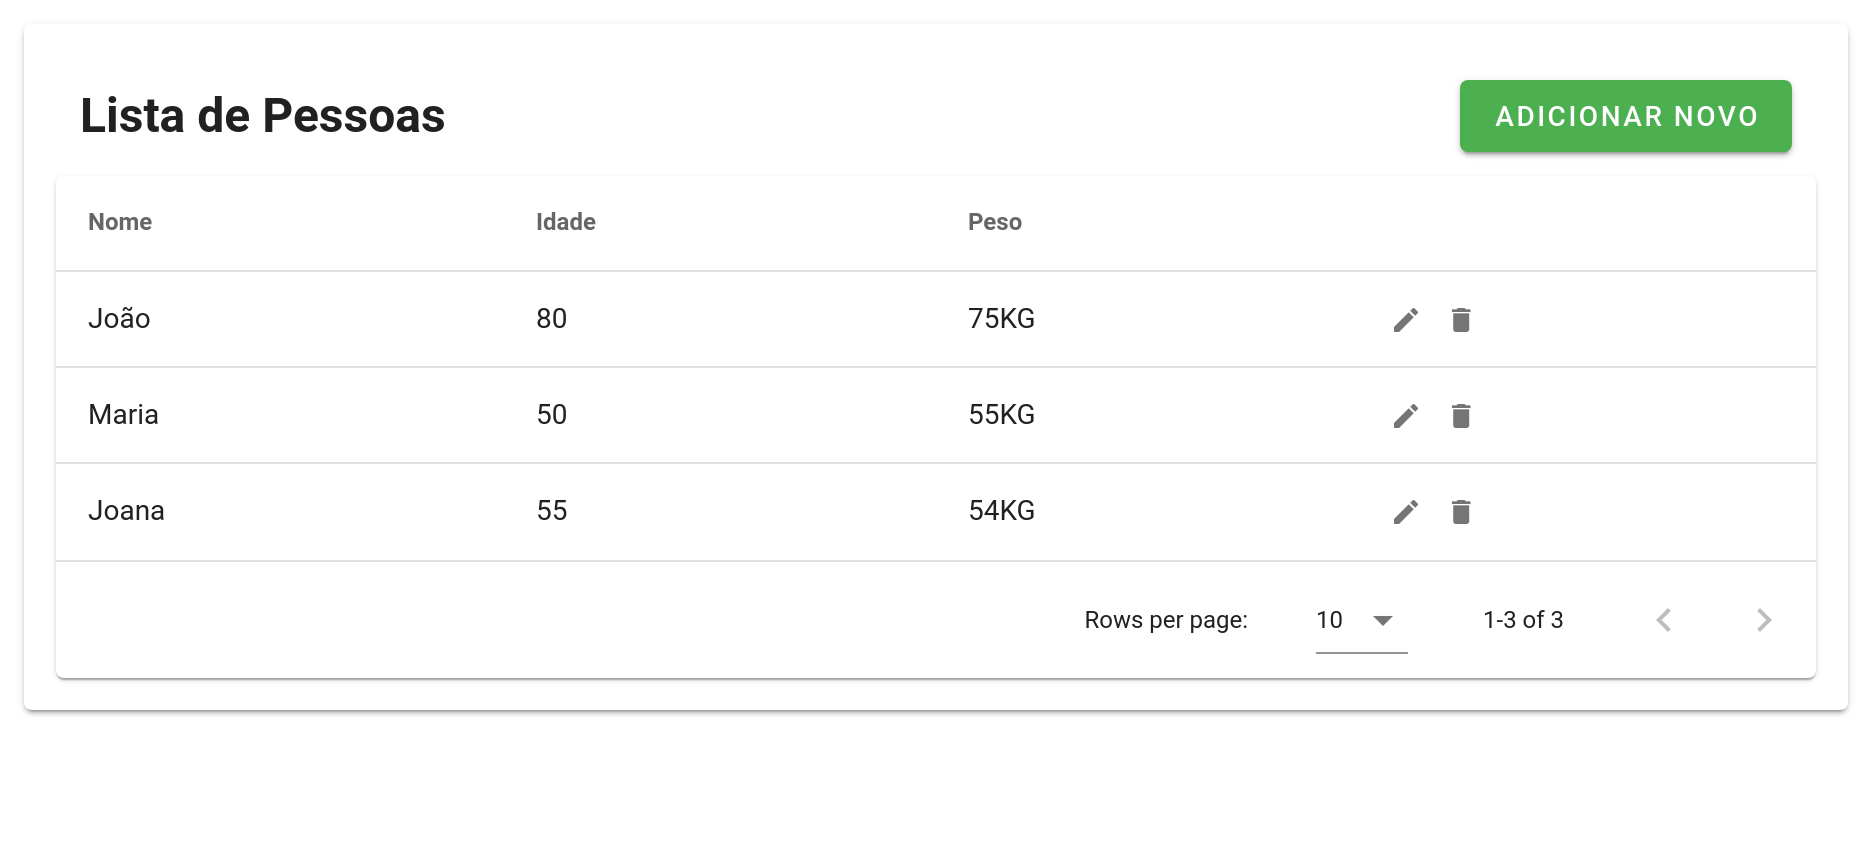 Lista de Pessoas
ADICIONAR NOVO
Nome Idade Peso
João 80 75KG
Maria 50 55KG
Joana 55 54KG
Rows per page: 10 1-3 of 3